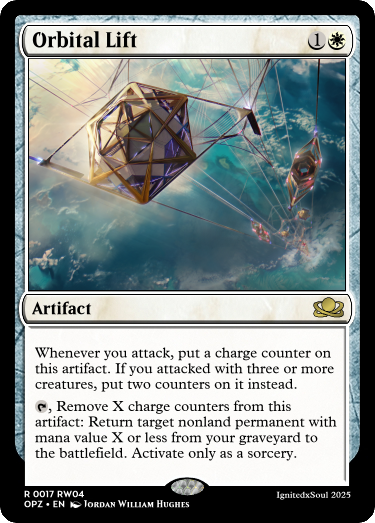 Orbital Lift 1
Artifact
Whenever you attack, put a charge counter on
this artifact. If you attacked with three or more
creatures, put two counters on it instead.
, Remove X charge counters from this
artifact: Return target nonland permanent with
mana value X or less from your graveyard to
the battlefield. Activate only as a sorcery.
R 0017 RW04
OPZ • EN Jordan William Hughes
IgnitedxSoul 2025